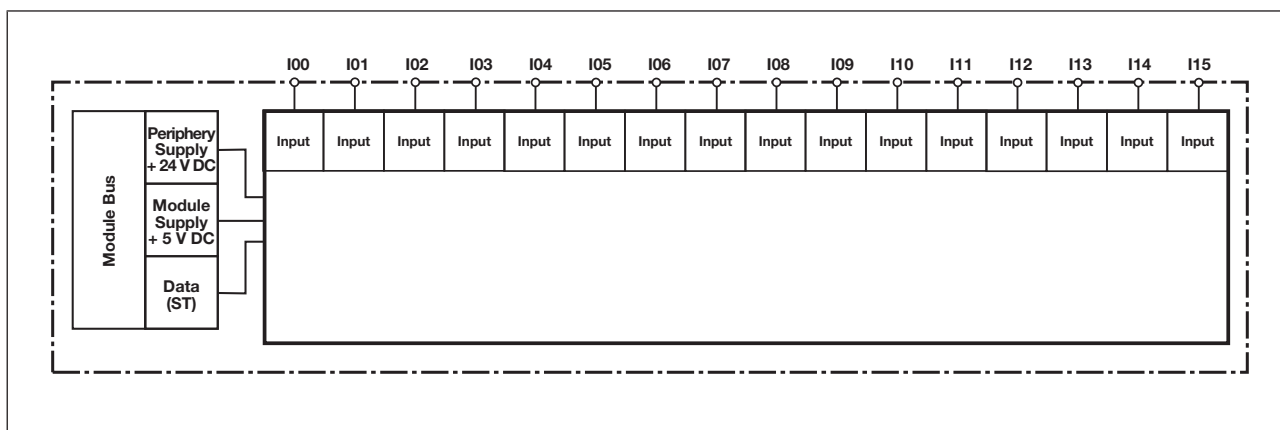 I00 I01 I02 I03 I04 I05 I06 I07 I08 I09 I10 I11 I12 I13 I14 I15
Module Bus
Periphery
Supply
+ 24 V DC
Module
Supply
+ 5 V DC
Data
(ST)
Input Input Input Input Input Input Input Input Input Input Input Input Input Input Input Input